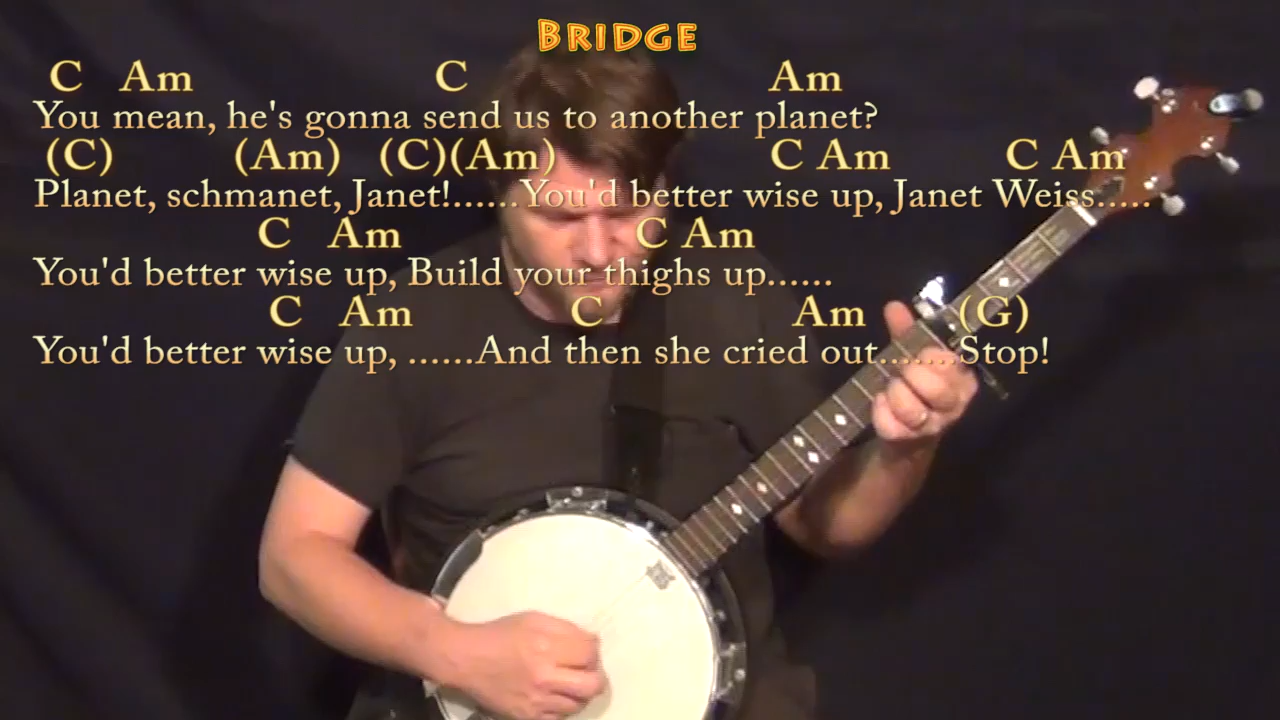 BRIDGE
C Am C Am
You mean, he's gonna send us to another planet?
(C) (Am) (C)(Am) C Am C Am
Planet, schmanet, Janet!......You'd better wise up, Janet Weiss.....
C Am C Am
You'd better wise up, Build your thighs up......
C Am C Am (G)
You'd better wise up, ......And then she cried out.......Stop!